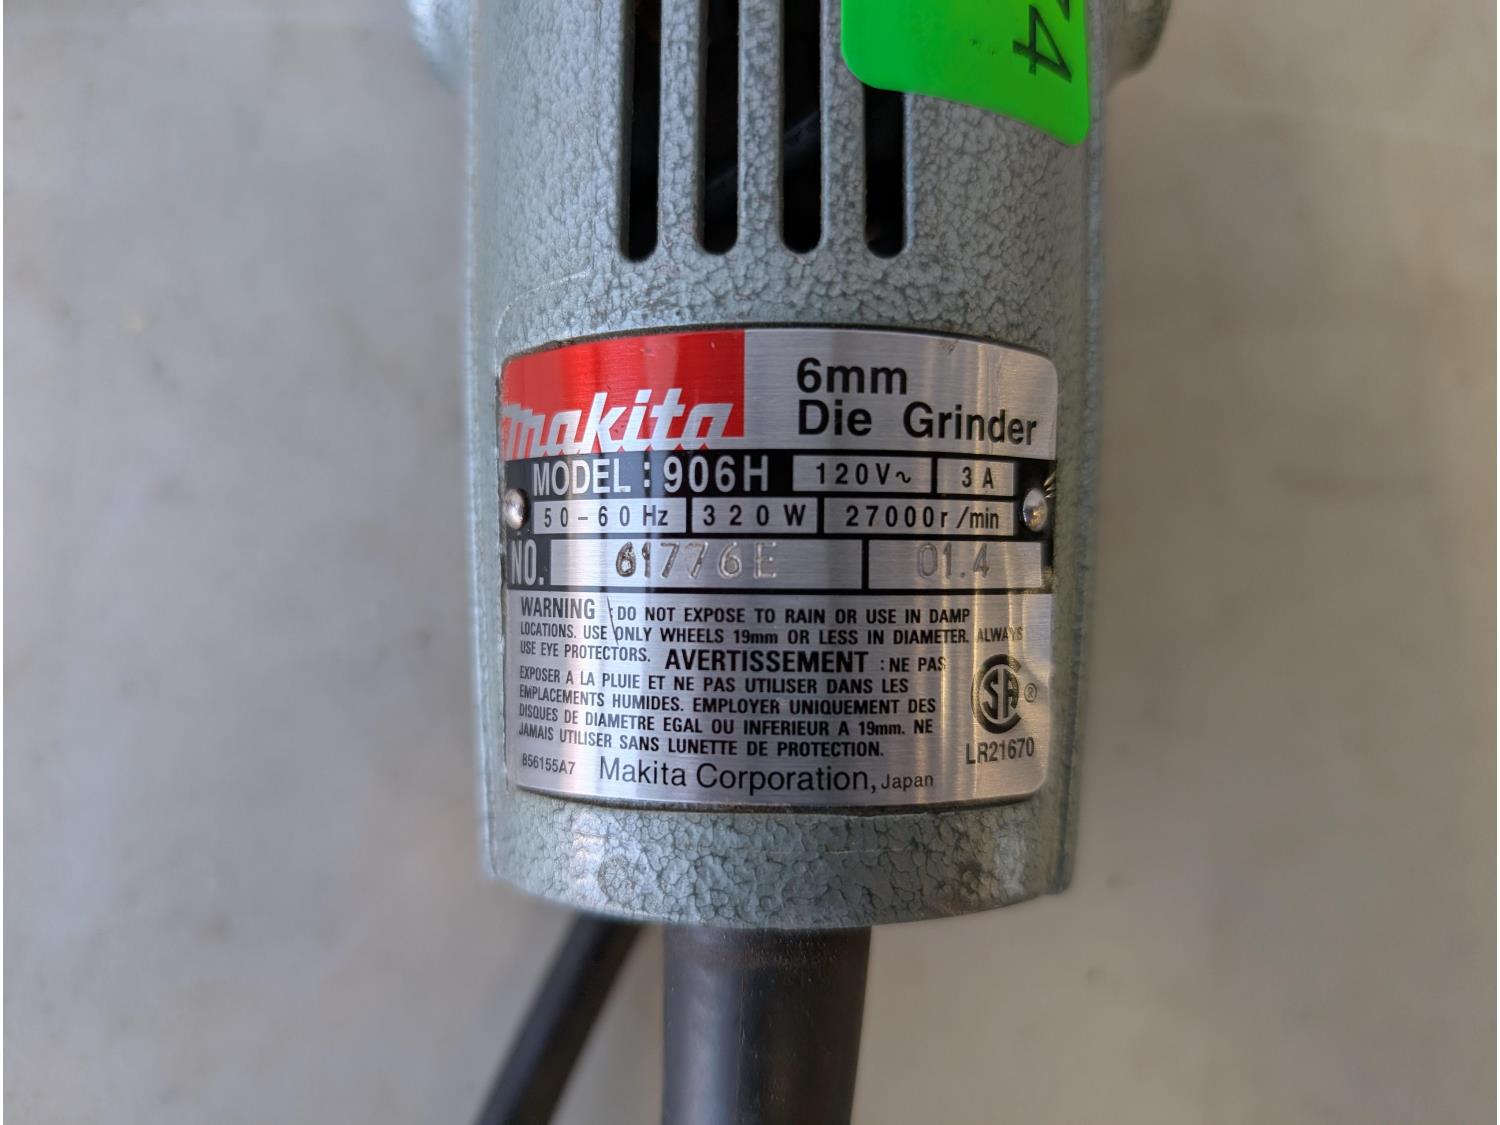 74
makita
6mm
Die Grinder
MODEL : 906H 120V~ 3 A
50-60 Hz 320 W 27000r/min
NO. 61776E 01.4
WARNING : DO NOT EXPOSE TO RAIN OR USE IN DAMP
LOCATIONS. USE ONLY WHEELS 19mm OR LESS IN DIAMETER. ALWAYS
USE EYE PROTECTORS. AVERTISSEMENT : NE PAS
EXPOSER A LA PLUIE ET NE PAS UTILISER DANS LES
EMPLACEMENTS HUMIDES. EMPLOYER UNIQUEMENT DES
DISQUES DE DIAMETRE EGAL OU INFERIEUR A 19mm. NE
JAMAIS UTILISER SANS LUNETTE DE PROTECTION.
SA ®
LR21670
856155A7 Makita Corporation, Japan